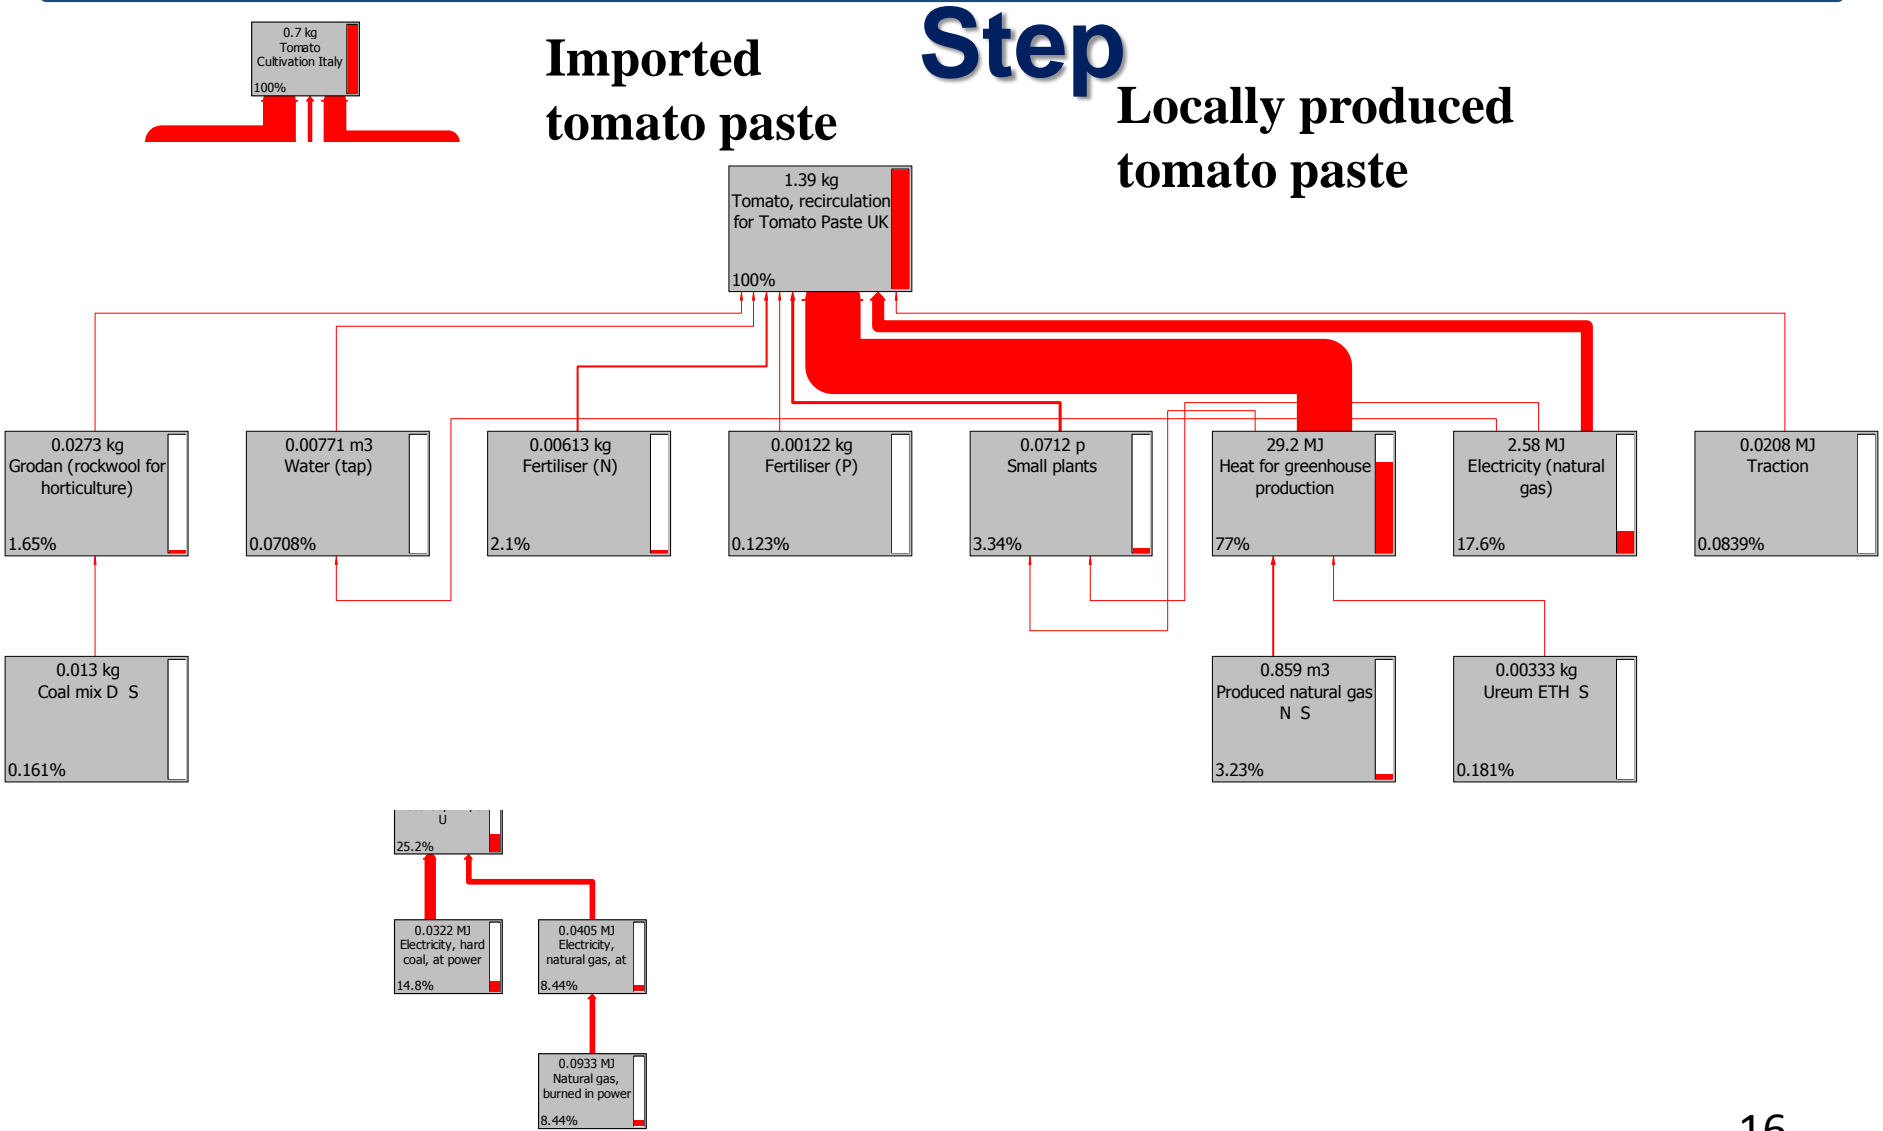 Step
0.7 kg
Tomato
Cultivation Italy
100%
Imported
tomato paste
Locally produced
tomato paste
1.39 kg
Tomato, recirculation
for Tomato Paste UK
100%
0.0273 kg
Grodan (rockwool for
horticulture)
1.65%
0.00771 m3
Water (tap)
0.0708%
0.00613 kg
Fertiliser (N)
2.1%
0.00122 kg
Fertiliser (P)
0.123%
0.0712 p
Small plants
3.34%
29.2 MJ
Heat for greenhouse
production
77%
2.58 MJ
Electricity (natural
gas)
17.6%
0.0208 MJ
Traction
0.0839%
0.013 kg
Coal mix D S
0.161%
0.859 m3
Produced natural gas
N S
3.23%
0.00333 kg
Ureum ETH S
0.181%
U
25.2%
0.0322 MJ
Electricity, hard
coal, at power
14.8%
0.0405 MJ
Electricity,
natural gas, at
8.44%
0.0933 MJ
Natural gas,
burned in power
8.44%
16